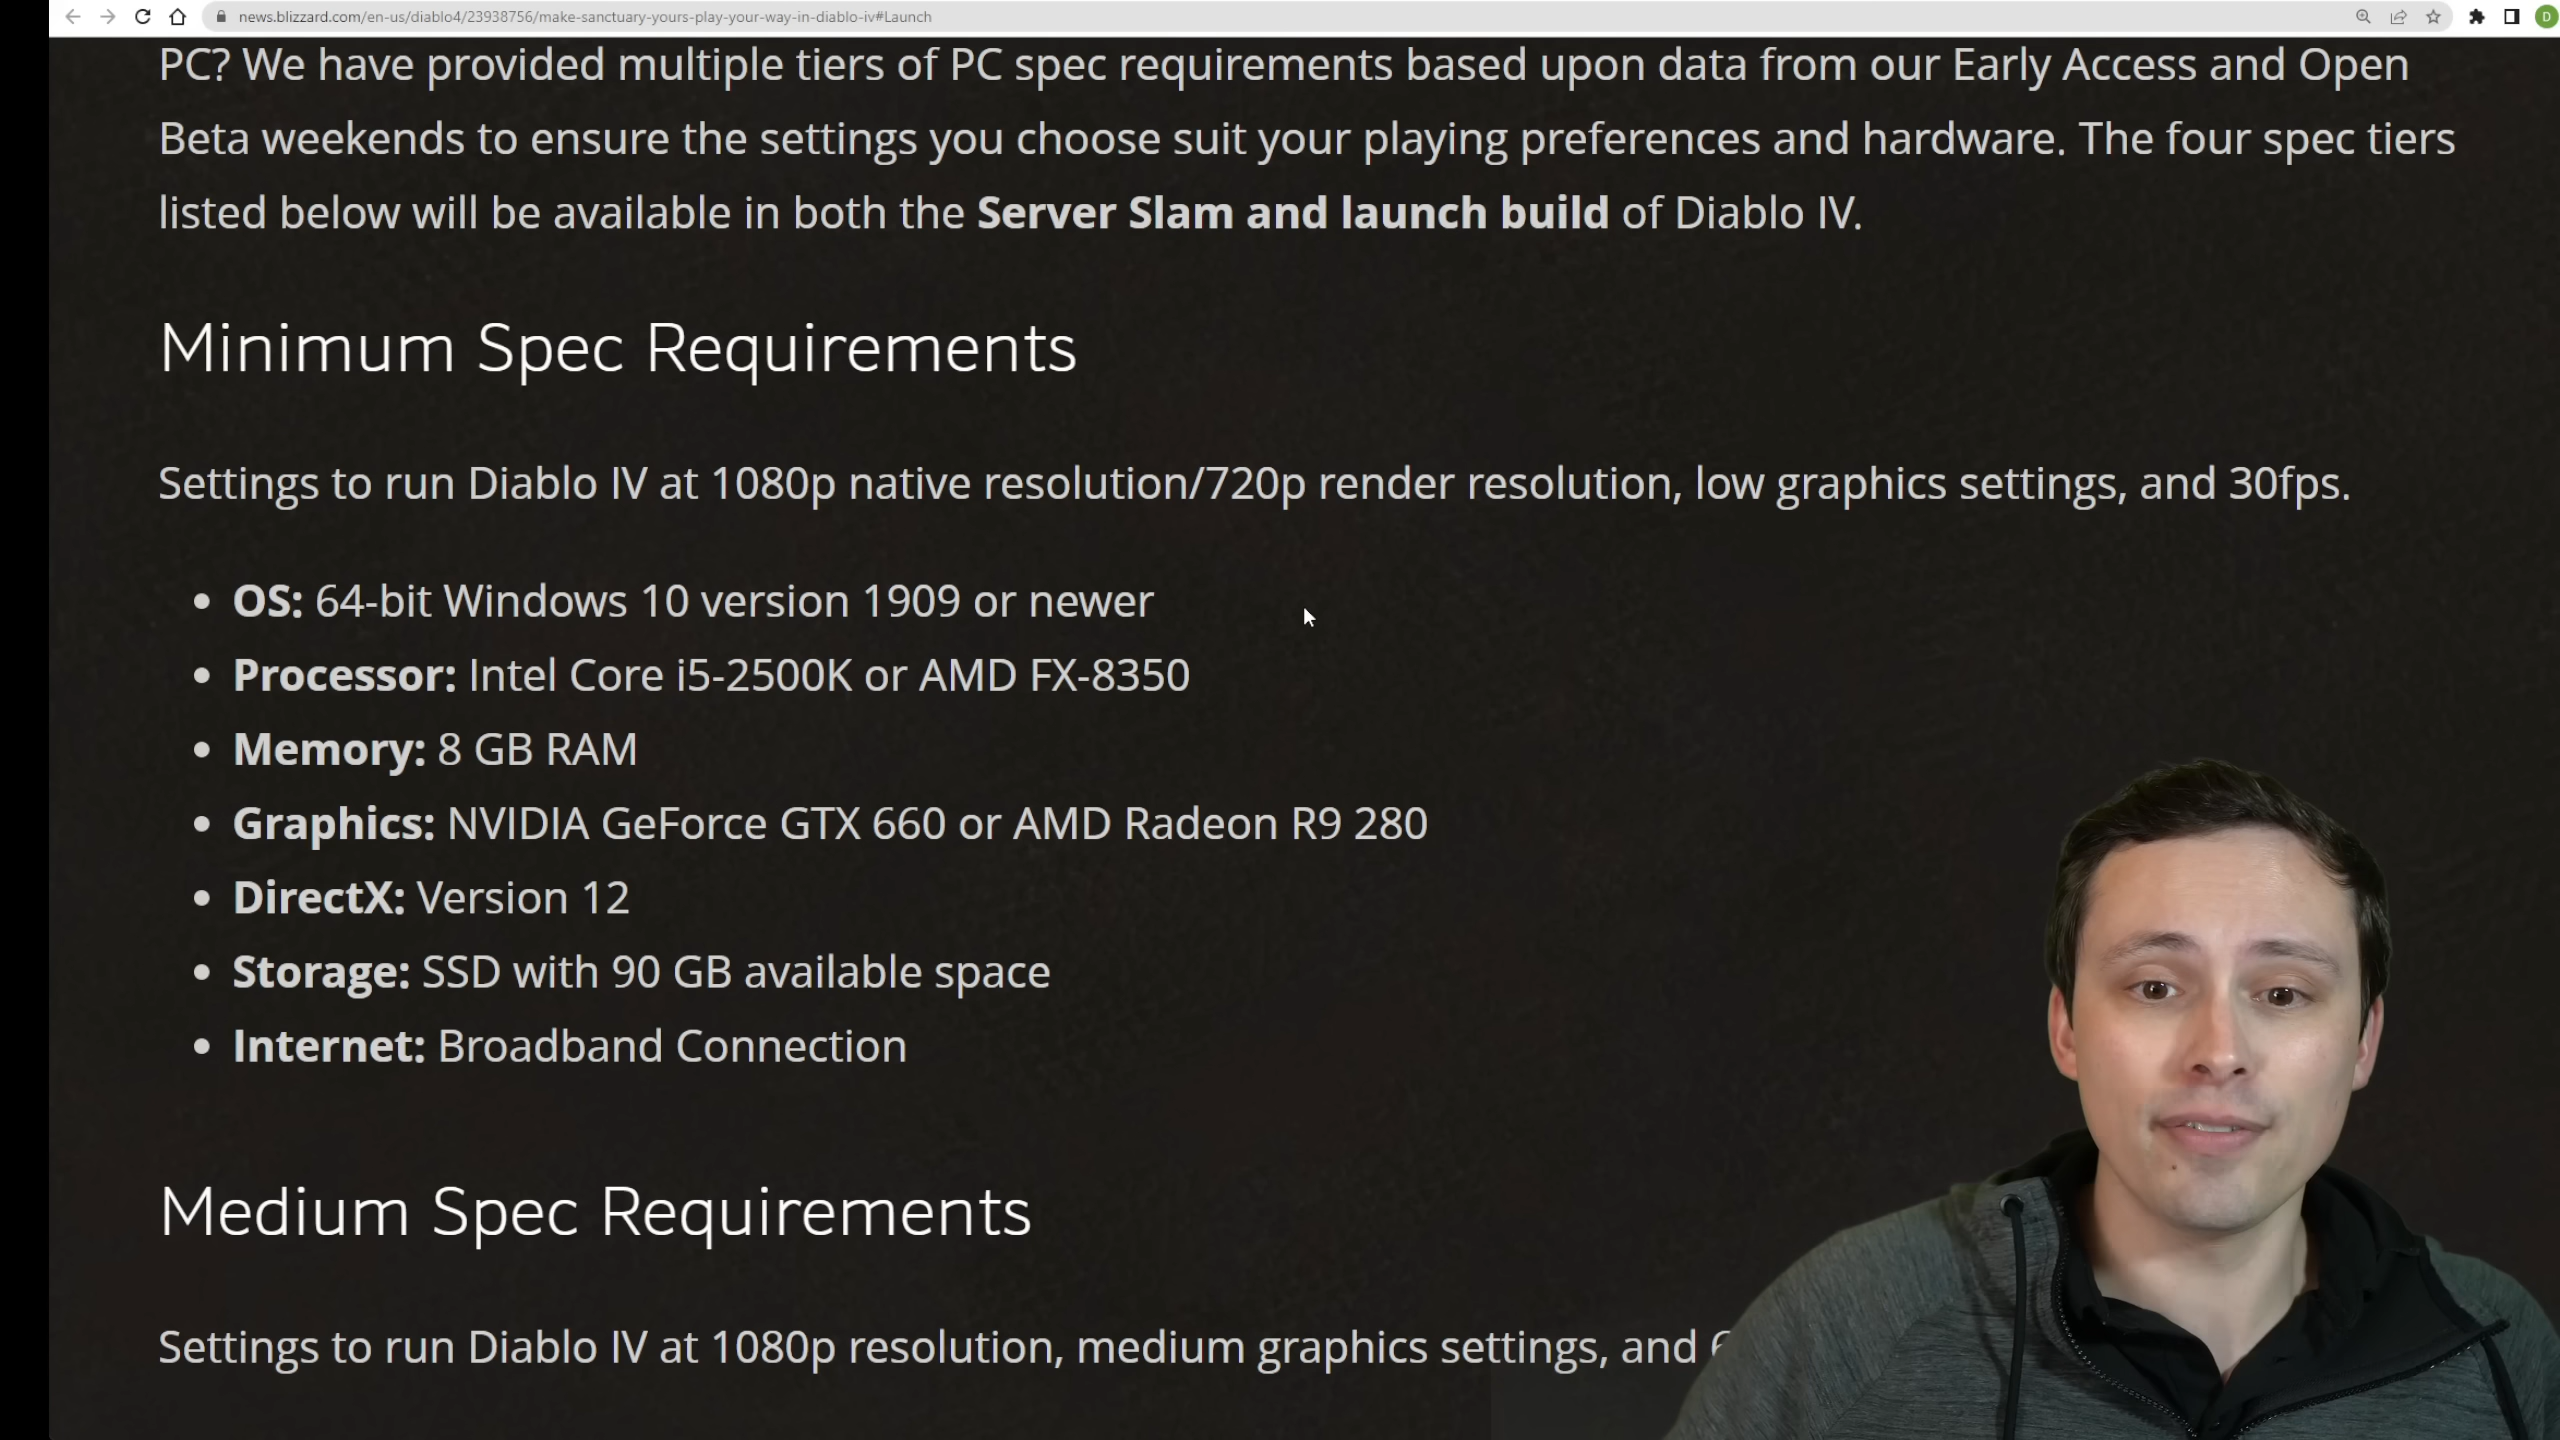 news.blizzard.com/en-us/diablo4/23938756/make-sanctuary-yours-play-your-way-in-diablo-iv#Launch
D
PC? We have provided multiple tiers of PC spec requirements based upon data from our Early Access and Open
Beta weekends to ensure the settings you choose suit your playing preferences and hardware. The four spec tiers
listed below will be available in both the Server Slam and launch build of Diablo IV.
Minimum Spec Requirements
Settings to run Diablo IV at 1080p native resolution/720p render resolution, low graphics settings, and 30fps.
• OS: 64-bit Windows 10 version 1909 or newer
• Processor: Intel Core i5-2500K or AMD FX-8350
• Memory: 8 GB RAM
• Graphics: NVIDIA GeForce GTX 660 or AMD Radeon R9 280
• DirectX: Version 12
• Storage: SSD with 90 GB available space
• Internet: Broadband Connection
Medium Spec Requirements
Settings to run Diablo IV at 1080p resolution, medium graphics settings, and